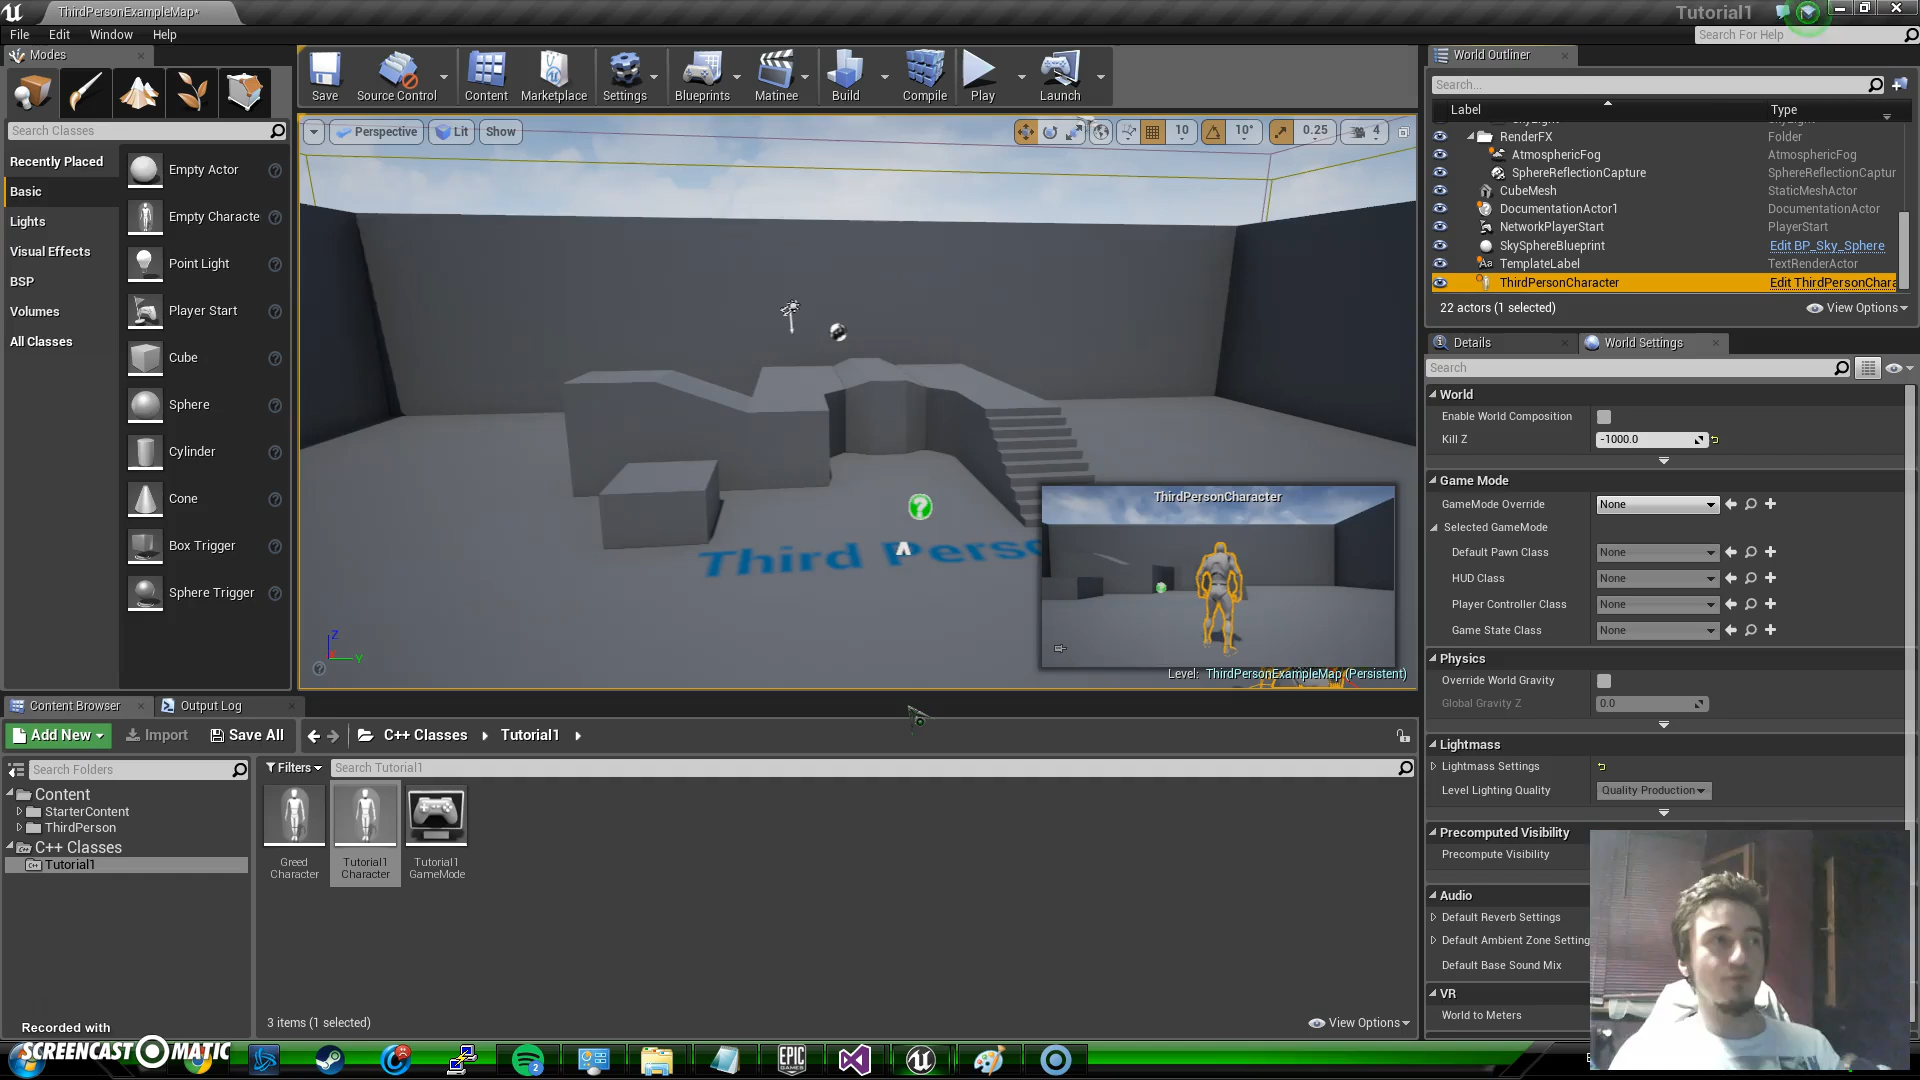 ThirdPersonExampleMap*
Tutorial1
File Edit Window Help
Search For Help
Modes
Search Classes
Recently Placed
Basic
Lights
Visual Effects
BSP
Volumes
All Classes
Empty Actor
Empty Characte
Point Light
Player Start
Cube
Sphere
Cylinder
Cone
Box Trigger
Sphere Trigger
Save
Source Control
Content
Marketplace
Settings
Blueprints
Matinee
Build
Compile
Play
Launch
Perspective
Lit
Show
10
10°
0.25
4
Third Perso
ThirdPersonCharacter
Z
Y
Level: ThirdPersonExampleMap (Persistent)
World Outliner
Search...
Label Type
RenderFX Folder
AtmosphericFog AtmosphericFog
SphereReflectionCapture SphereReflectionCaptur
CubeMesh StaticMeshActor
DocumentationActor1 DocumentationActor
NetworkPlayerStart PlayerStart
SkySphereBlueprint Edit BP_Sky_Sphere
TemplateLabel TextRenderActor
ThirdPersonCharacter Edit ThirdPersonChara
22 actors (1 selected)
View Options
Details
World Settings
Search
World
Enable World Composition
Kill Z -1000.0
Game Mode
GameMode Override None
Selected GameMode
Default Pawn Class None
HUD Class None
Player Controller Class None
Game State Class None
Physics
Override World Gravity
Global Gravity Z 0.0
Lightmass
Lightmass Settings
Level Lighting Quality Quality Production
Precomputed Visibility
Precompute Visibility
Audio
Default Reverb Settings
Default Ambient Zone Setting
Default Base Sound Mix
VR
World to Meters
Content Browser
Output Log
Add New
Import
Save All
C++ Classes
Tutorial1
Search Folders
Content
StarterContent
ThirdPerson
C++ Classes
Tutorial1
Filters
Search Tutorial1
Greed
Character
Tutorial1
Character
Tutorial1
GameMode
3 items (1 selected)
View Options
Recorded with
SCREENCAST-O-MATIC
2
EPIC
GAMES